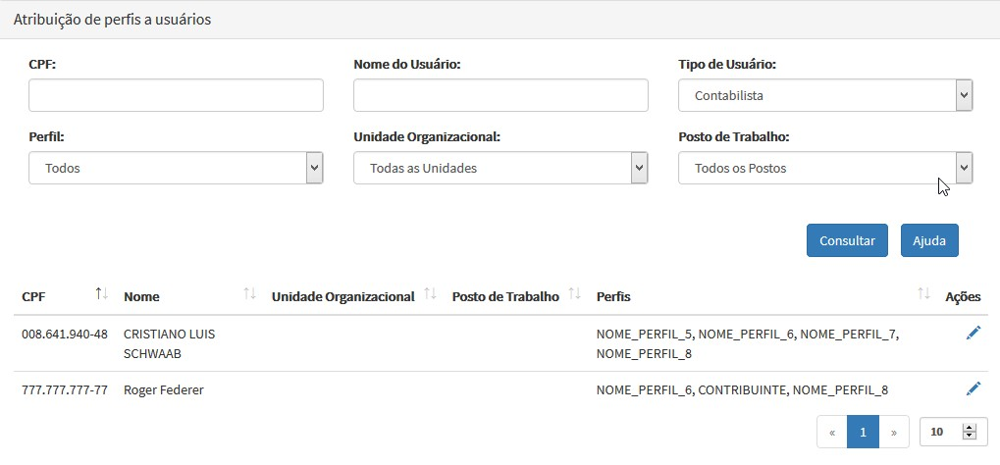 Atribuição de perfis a usuários
CPF: Nome do Usuário: Tipo de Usuário:
Contabilista
Perfil: Unidade Organizacional: Posto de Trabalho:
Todos Todas as Unidades Todos os Postos
Consultar Ajuda
CPF Nome Unidade Organizacional Posto de Trabalho Perfis Ações
008.641.940-48 CRISTIANO LUIS NOME_PERFIL_5, NOME_PERFIL_6, NOME_PERFIL_7,
SCHWAAB NOME_PERFIL_8
777.777.777-77 Roger Federer NOME_PERFIL_6, CONTRIBUINTE, NOME_PERFIL_8
« 1 » 10